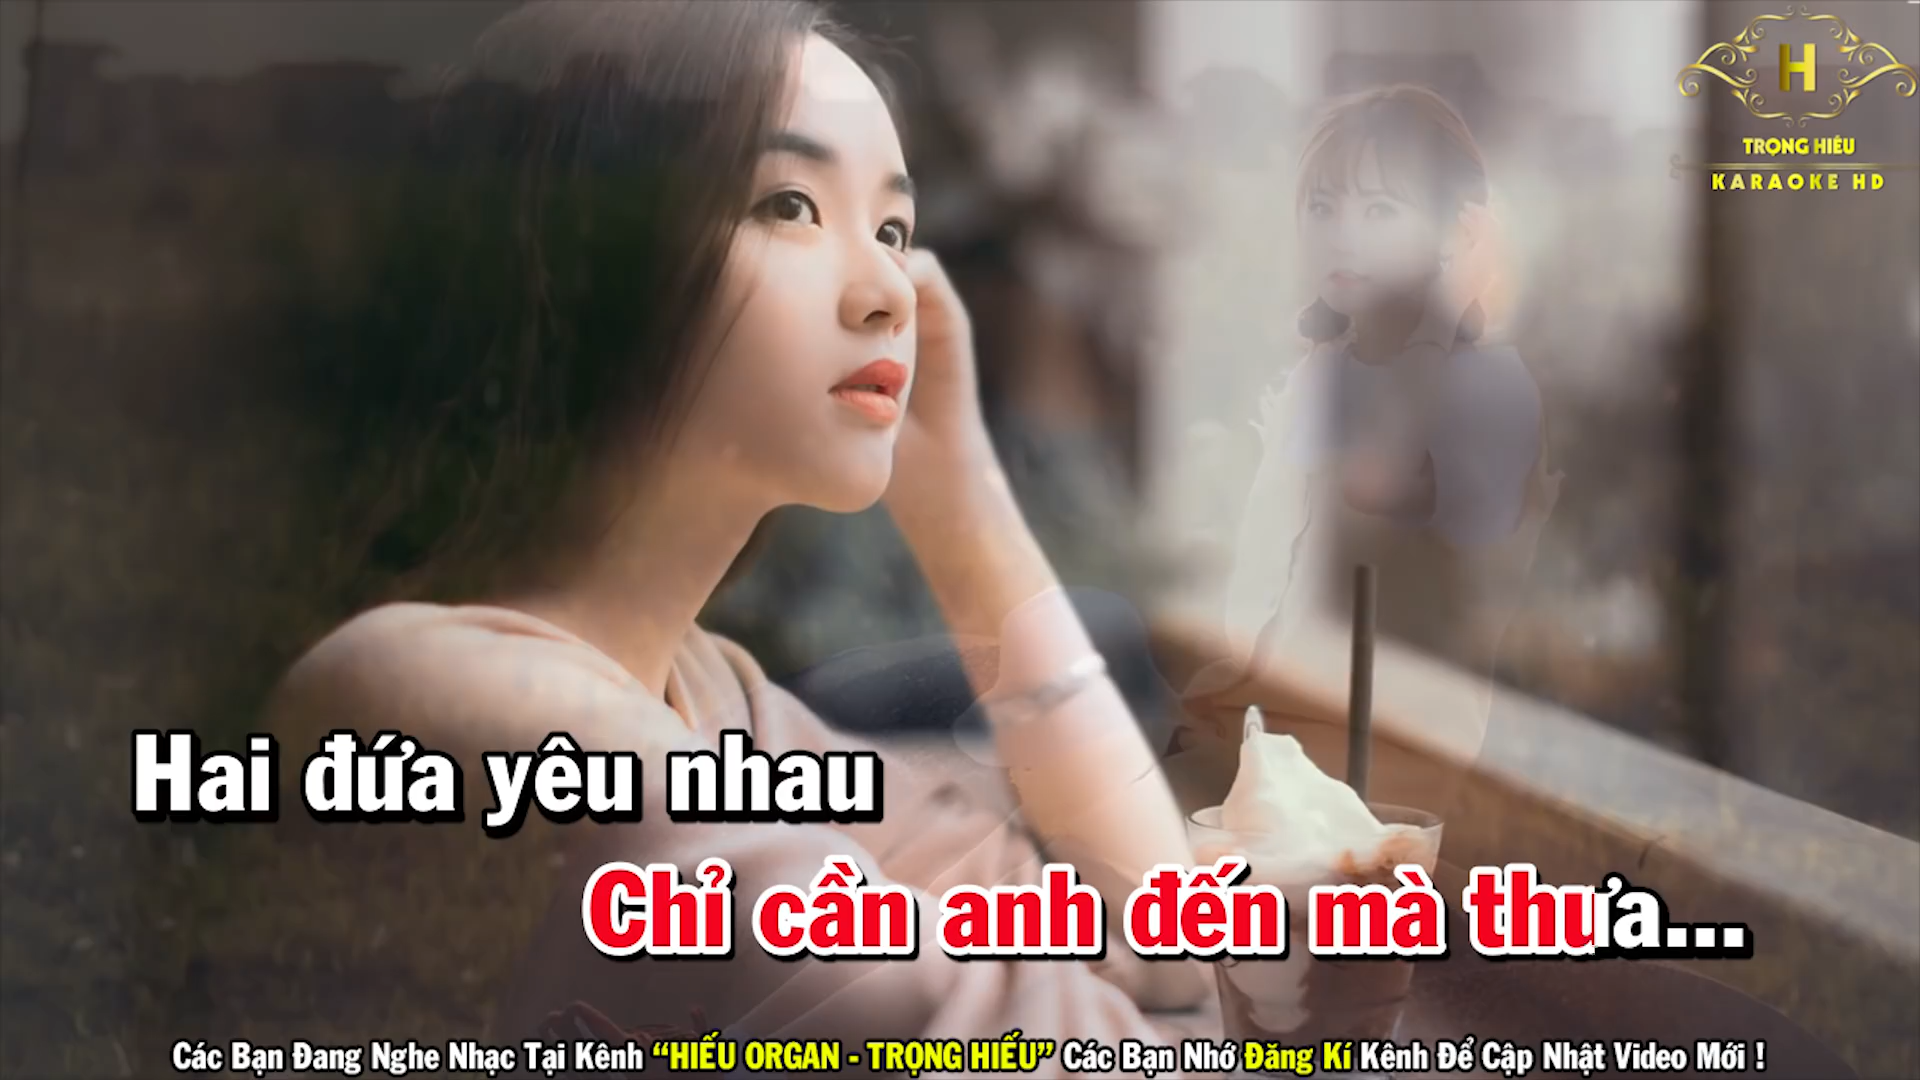 H
TRỌNG HIẾU
KARAOKE HD
Hai đứa yêu nhau
Chỉ cần anh đến mà thưa...
Các Bạn Đang Nghe Nhạc Tại Kênh “HIẾU ORGAN - TRỌNG HIẾU” Các Bạn Nhớ Đăng Kí Kênh Để Cập Nhật Video Mới !